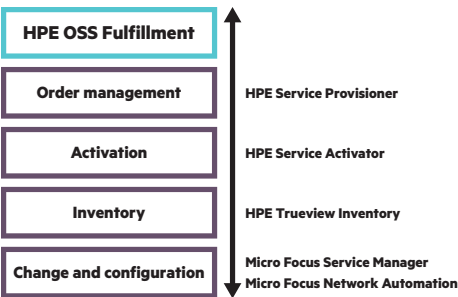 HPE OSS Fulfillment
Order management
HPE Service Provisioner
Activation
HPE Service Activator
Inventory
HPE Trueview Inventory
Change and configuration
Micro Focus Service Manager
Micro Focus Network Automation